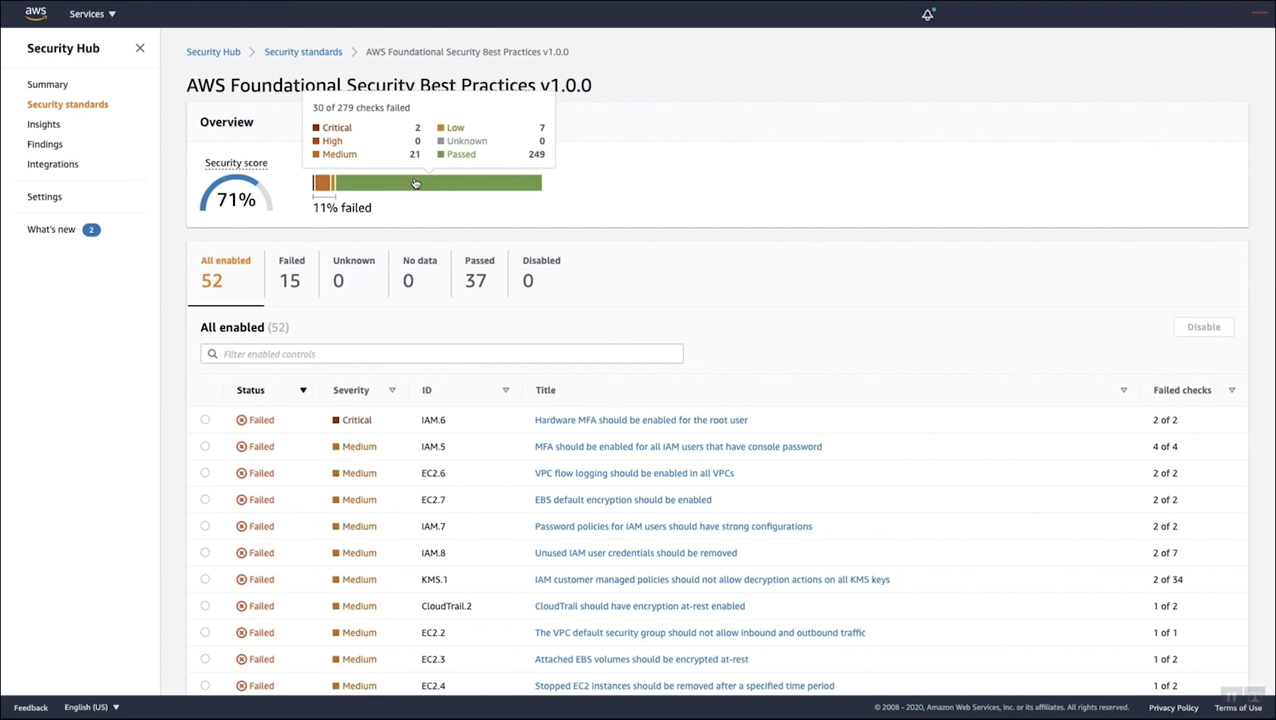 aws Services
Security Hub
Summary
Security standards
Insights
Findings
Integrations
Settings
What's new 2
Security Hub > Security standards > AWS Foundational Security Best Practices v1.0.0
AWS Foundational Security Best Practices v1.0.0
Overview
30 of 279 checks failed
Critical 2 Low 7
High 0 Unknown 0
Medium 21 Passed 249
Security score
71%
11% failed
All enabled Failed Unknown No data Passed Disabled
52 15 0 0 37 0
All enabled (52) Disable
Filter enabled controls
Status Severity ID Title Failed checks
Failed Critical IAM.6 Hardware MFA should be enabled for the root user 2 of 2
Failed Medium IAM.5 MFA should be enabled for all IAM users that have console password 4 of 4
Failed Medium EC2.6 VPC flow logging should be enabled in all VPCs 2 of 2
Failed Medium EC2.7 EBS default encryption should be enabled 2 of 2
Failed Medium IAM.7 Password policies for IAM users should have strong configurations 2 of 2
Failed Medium IAM.8 Unused IAM user credentials should be removed 2 of 7
Failed Medium KMS.1 IAM customer managed policies should not allow decryption actions on all KMS keys 2 of 34
Failed Medium CloudTrail.2 CloudTrail should have encryption at-rest enabled 1 of 2
Failed Medium EC2.2 The VPC default security group should not allow inbound and outbound traffic 1 of 1
Failed Medium EC2.3 Attached EBS volumes should be encrypted at-rest 1 of 2
Failed Medium EC2.4 Stopped EC2 instances should be removed after a specified time period 1 of 2
Feedback English (US) © 2008 - 2020, Amazon Web Services, Inc. or its affiliates. All rights reserved. Privacy Policy Terms of Use